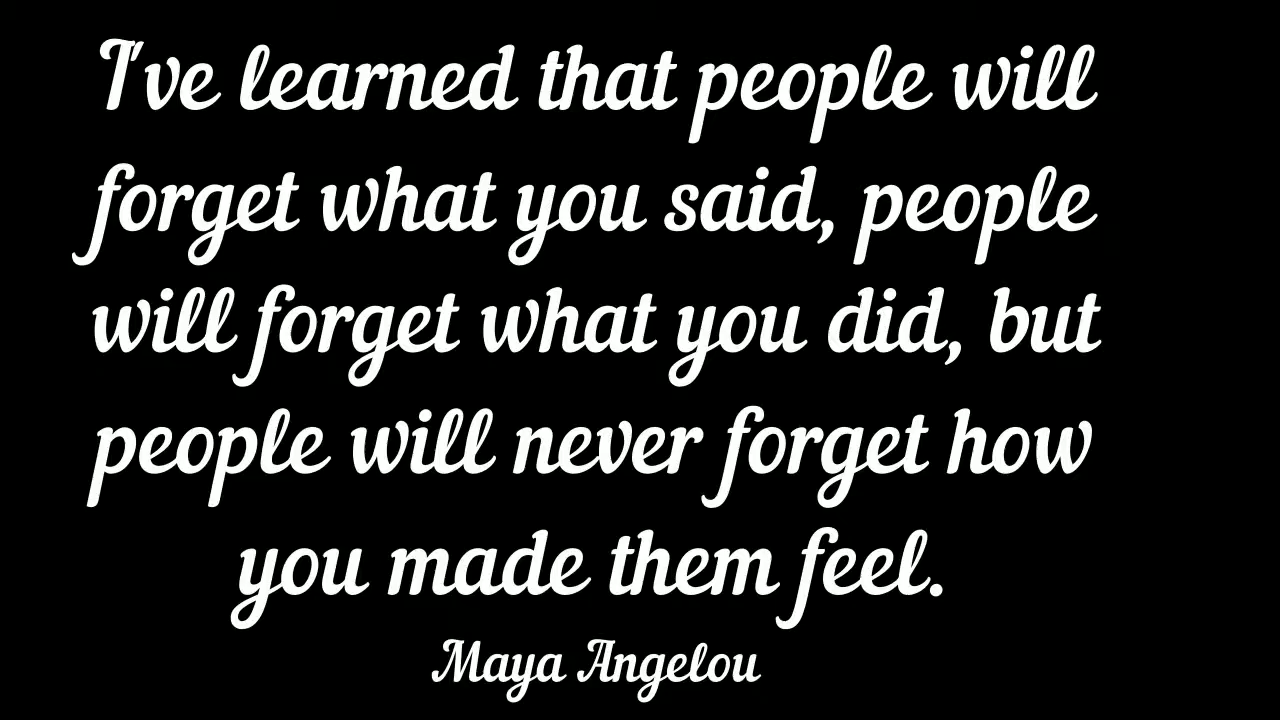 I've learned that people will
forget what you said, people
will forget what you did, but
people will never forget how
you made them feel.
Maya Angelou